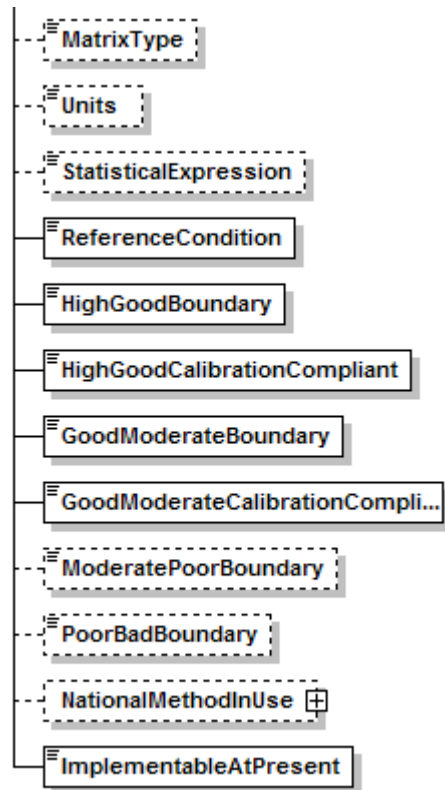 MatrixType
Units
StatisticalExpression
ReferenceCondition
HighGoodBoundary
HighGoodCalibrationCompliant
GoodModerateBoundary
GoodModerateCalibrationCompli...
ModeratePoorBoundary
PoorBadBoundary
NationalMethodInUse
ImplementableAtPresent